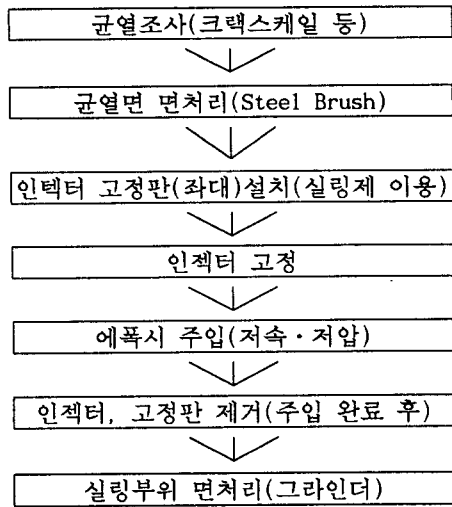 균열조사(크랙스케일 등)
균열면 면처리(Steel Brush)
인텍터 고정판(좌대)설치(실링제 이용)
인젝터 고정
에폭시 주입(저속·저압)
인젝터, 고정판 제거(주입 완료 후)
실링부위 면처리(그라인더)